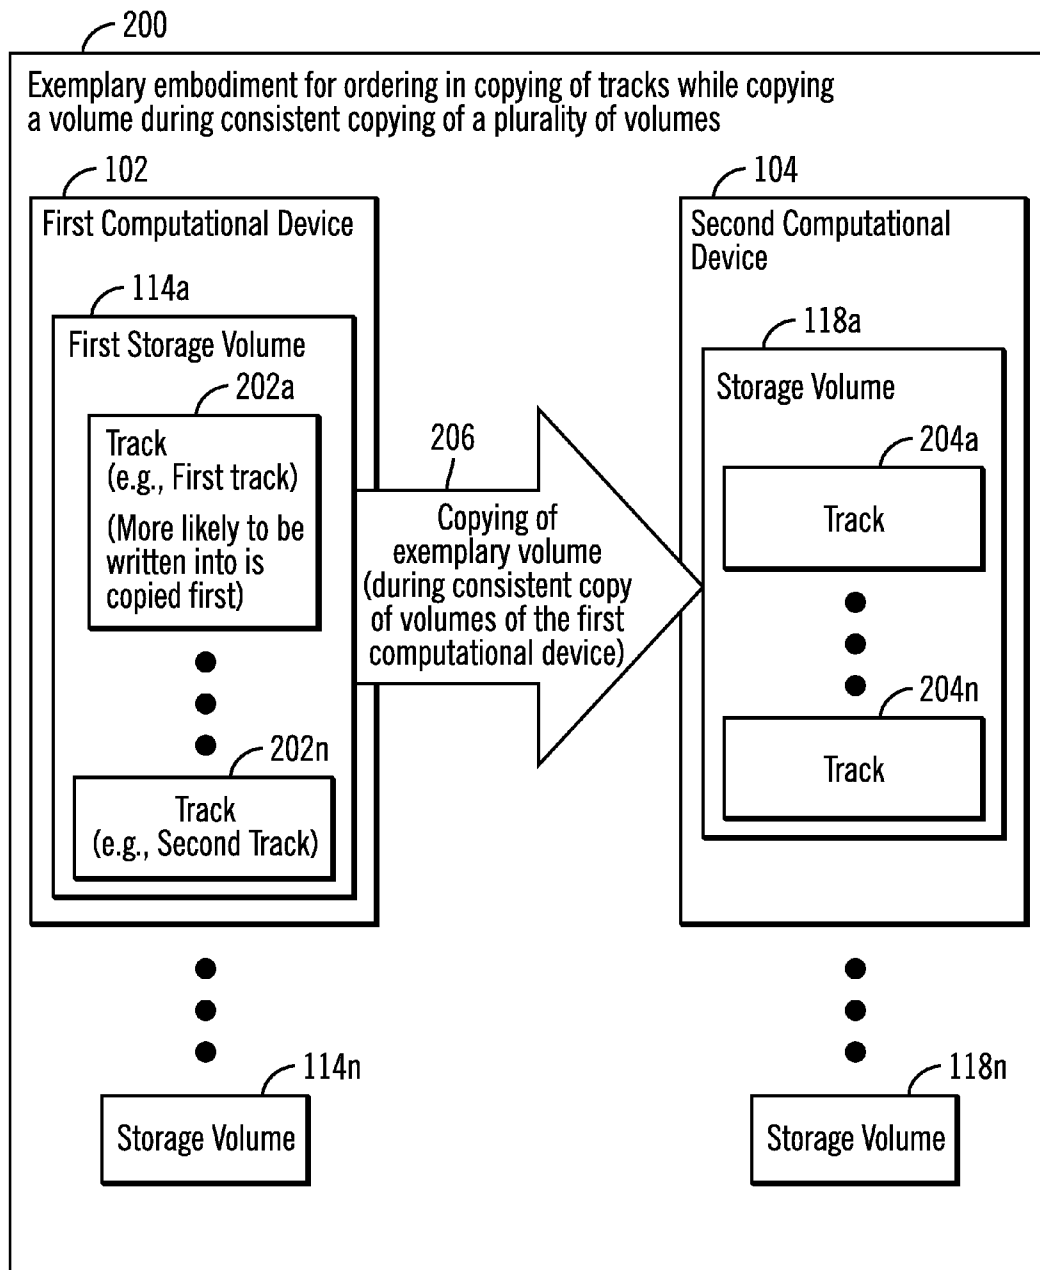 200
Exemplary embodiment for ordering in copying of tracks while copying
a volume during consistent copying of a plurality of volumes
102
First Computational Device
114a
First Storage Volume
202a
Track
(e.g., First track)
(More likely to be
written into is
copied first)
202n
Track
(e.g., Second Track)
206
Copying of
exemplary volume
(during consistent copy
of volumes of the first
computational device)
104
Second Computational
Device
118a
Storage Volume
204a
Track
204n
Track
114n
Storage Volume
118n
Storage Volume